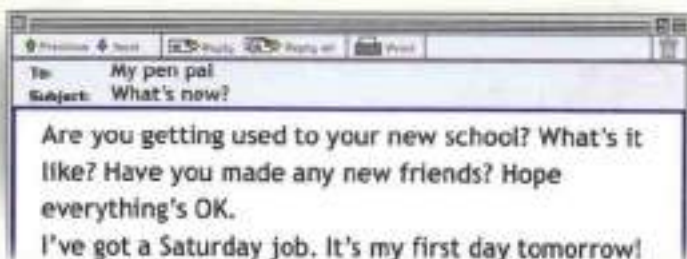 Previous Next Reply Reply all Print
To: My pen pal
Subject: What's new?
Are you getting used to your new school? What's it
like? Have you made any new friends? Hope
everything's OK.
I've got a Saturday job. It's my first day tomorrow!